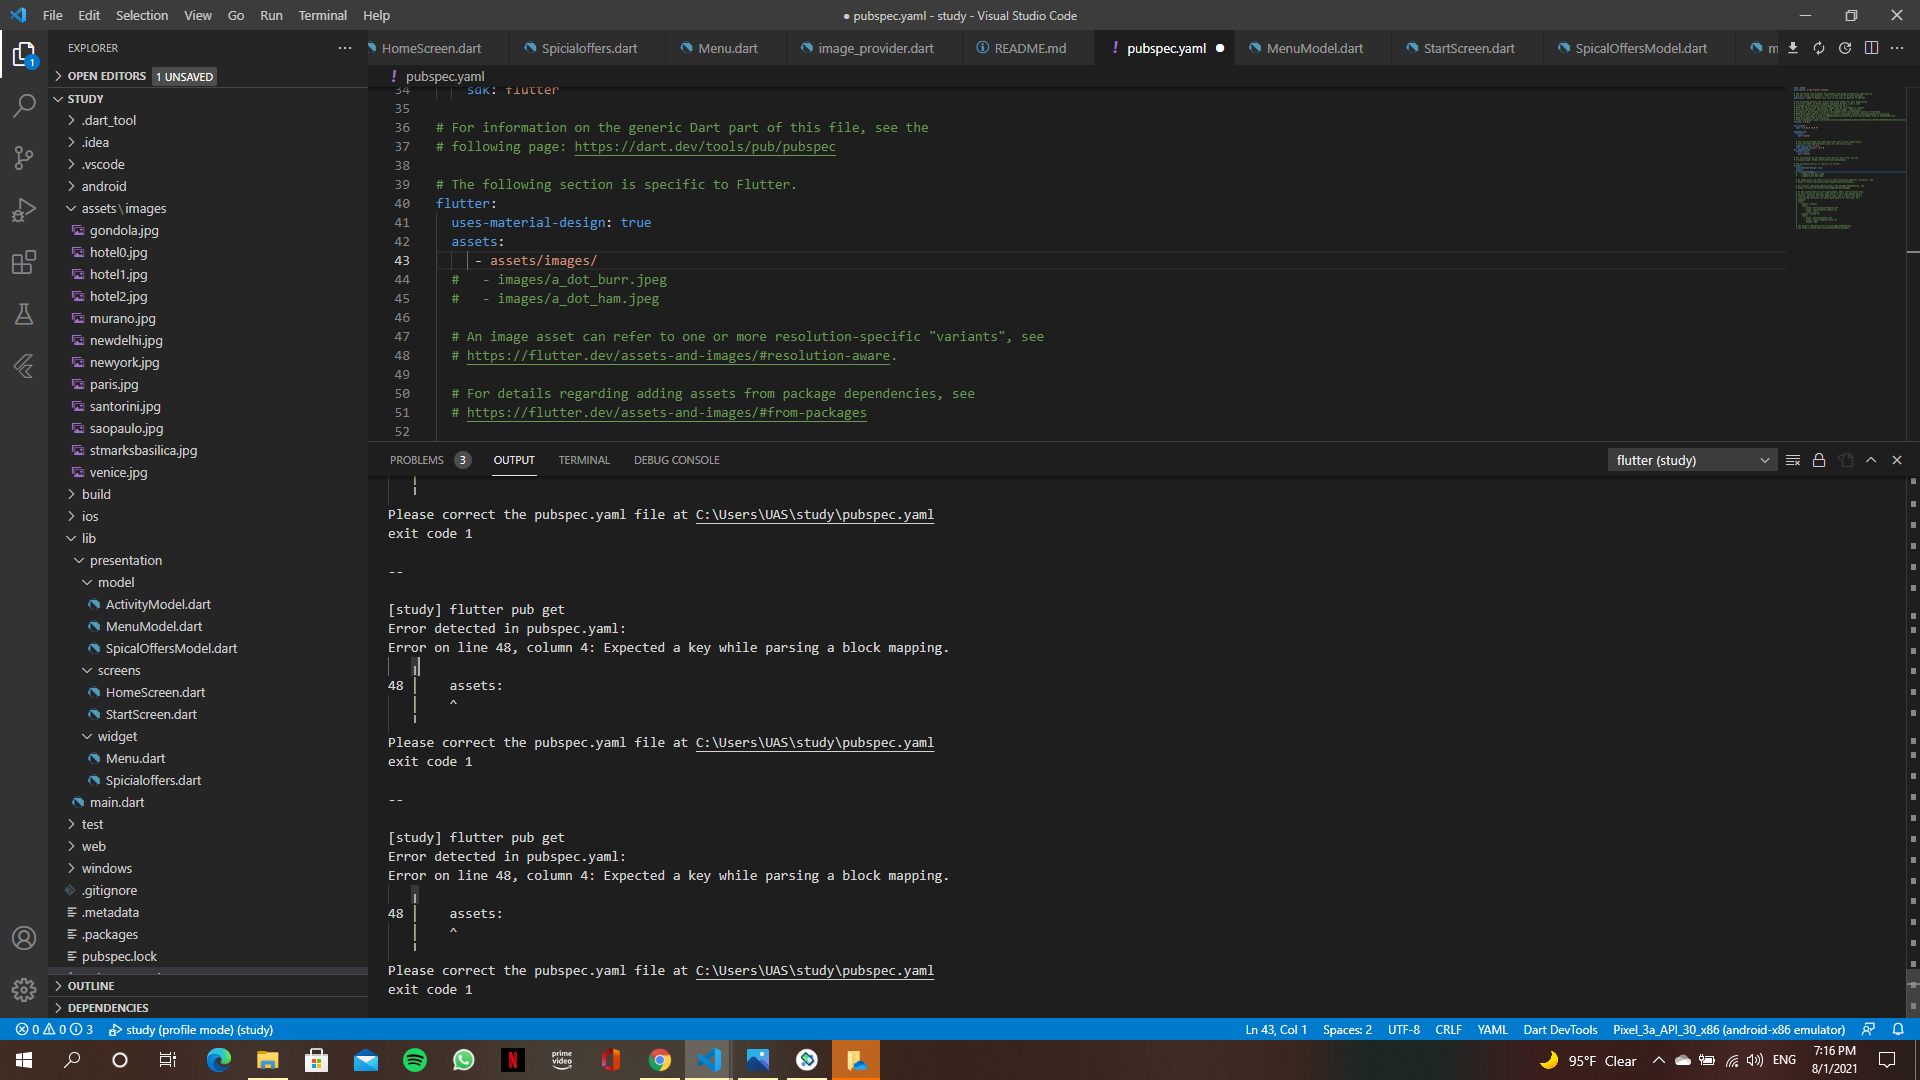 File Edit Selection View Go Run Terminal Help
● pubspec.yaml - study - Visual Studio Code
EXPLORER
HomeScreen.dart
Spicialoffers.dart
Menu.dart
image_provider.dart
README.md
! pubspec.yaml ●
MenuModel.dart
StartScreen.dart
SpicalOffersModel.dart
m
1
OPEN EDITORS 1 UNSAVED
STUDY
.dart_tool
.idea
.vscode
android
assets\images
gondola.jpg
hotel0.jpg
hotel1.jpg
hotel2.jpg
murano.jpg
newdelhi.jpg
newyork.jpg
paris.jpg
santorini.jpg
saopaulo.jpg
stmarksbasilica.jpg
venice.jpg
build
ios
lib
presentation
model
ActivityModel.dart
MenuModel.dart
SpicalOffersModel.dart
screens
HomeScreen.dart
StartScreen.dart
widget
Menu.dart
Spicialoffers.dart
main.dart
test
web
windows
.gitignore
.metadata
.packages
pubspec.lock
OUTLINE
DEPENDENCIES
! pubspec.yaml
34 sdk: flutter
35
36 # For information on the generic Dart part of this file, see the
37 # following page: https://dart.dev/tools/pub/pubspec
38
39 # The following section is specific to Flutter.
40 flutter:
41 uses-material-design: true
42 assets:
43 - assets/images/
44 # - images/a_dot_burr.jpeg
45 # - images/a_dot_ham.jpeg
46
47 # An image asset can refer to one or more resolution-specific "variants", see
48 # https://flutter.dev/assets-and-images/#resolution-aware.
49
50 # For details regarding adding assets from package dependencies, see
51 # https://flutter.dev/assets-and-images/#from-packages
52
PROBLEMS 3 OUTPUT TERMINAL DEBUG CONSOLE
flutter (study)
Please correct the pubspec.yaml file at C:\Users\UAS\study\pubspec.yaml
exit code 1
--
[study] flutter pub get
Error detected in pubspec.yaml:
Error on line 48, column 4: Expected a key while parsing a block mapping.
48 │ assets:
│ ^
Please correct the pubspec.yaml file at C:\Users\UAS\study\pubspec.yaml
exit code 1
--
[study] flutter pub get
Error detected in pubspec.yaml:
Error on line 48, column 4: Expected a key while parsing a block mapping.
48 │ assets:
│ ^
Please correct the pubspec.yaml file at C:\Users\UAS\study\pubspec.yaml
exit code 1
0 0 3 study (profile mode) (study)
Ln 43, Col 1 Spaces: 2 UTF-8 CRLF YAML Dart DevTools Pixel_3a_API_30_x86 (android-x86 emulator)
prime video
N
95°F Clear
ENG
7:16 PM
8/1/2021